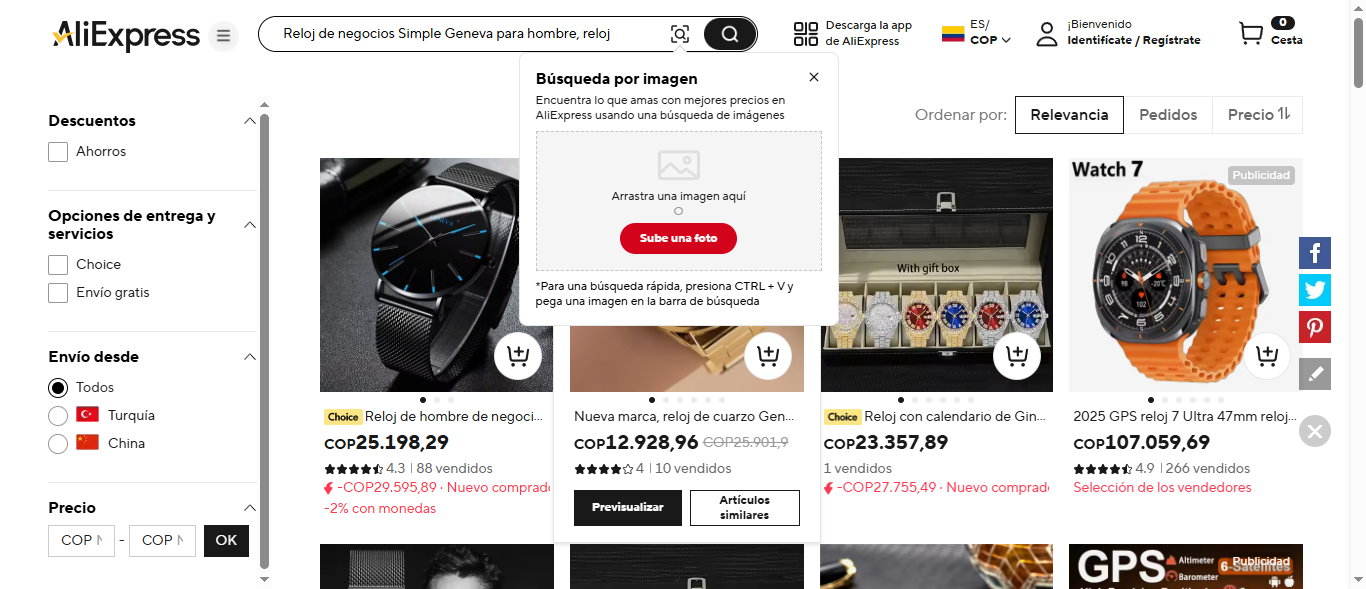 AliExpress
Reloj de negocios Simple Geneva para hombre, reloj
Descarga la app
de AliExpress
ES/
COP
¡Bienvenido
Identifícate / Regístrate
0
Cesta
Búsqueda por imagen
Encuentra lo que amas con mejores precios en
AliExpress usando una búsqueda de imágenes
Arrastra una imagen aquí
O
Sube una foto
*Para una búsqueda rápida, presiona CTRL + V y
pega una imagen en la barra de búsqueda
Descuentos
Ahorros
Opciones de entrega y
servicios
Choice
Envío gratis
Envío desde
Todos
Turquía
China
Precio
COP
-
COP
OK
Ordenar por:
Relevancia
Pedidos
Precio
Choice Reloj de hombre de negoci...
COP25.198,29
4.3 | 88 vendidos
-COP29.595,89 · Nuevo comprado
-2% con monedas
Nueva marca, reloj de cuarzo Gen...
COP12.928,96 COP25.901,9
4 | 10 vendidos
Previsualizar
Artículos
similares
With gift box
Choice Reloj con calendario de Gin...
COP23.357,89
1 vendidos
-COP27.755,49 · Nuevo comprado
Watch 7
Publicidad
2025 GPS reloj 7 Ultra 47mm reloj...
COP107.059,69
4.9 | 266 vendidos
Selección de los vendedores
GPS
Altimeter
Barometer
Publicidad
6-Satellites